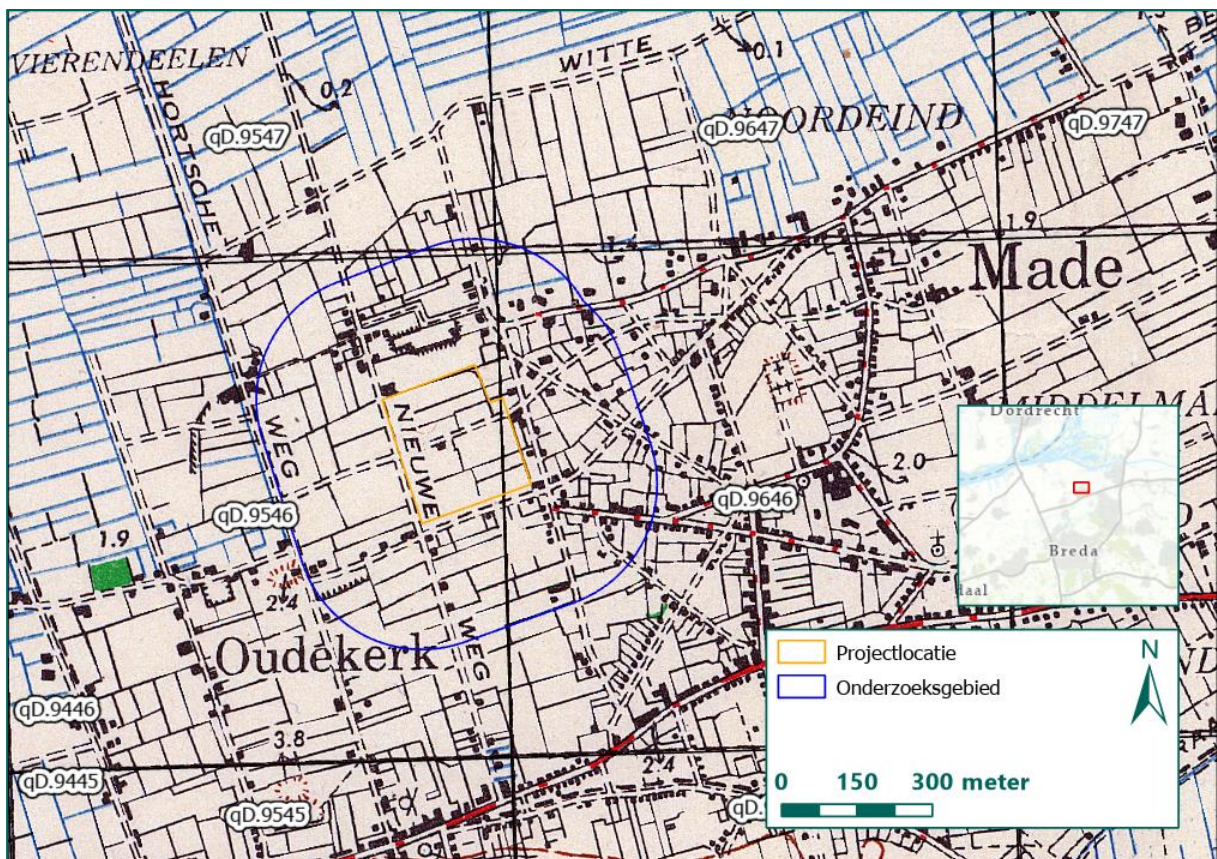 VIERENDEELEN
WITTE
0.1
0.2
HORTSCHE
qD.9547
qD.9647
NOORDEIND
qD.9747
1.9
Made
NIEUWE
WEG
MIDDELMA
Dordrecht
Breda
2.0
qD.9546
qD.9646
1.9
2.4
Oudekerk
WEG
Projectlocatie
Onderzoeksgebied
N
qD.9446
3.8
2.4
qD.9445
qD.9545
0 150 300 meter